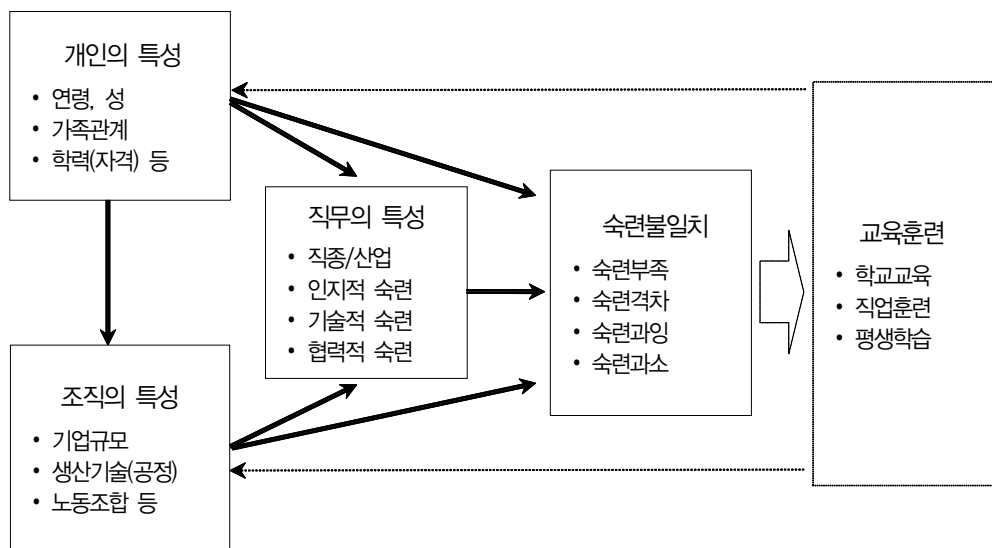 개인의 특성
• 연령, 성
• 가족관계
• 학력(자격) 등
직무의 특성
• 직종/산업
• 인지적 숙련
• 기술적 숙련
• 협력적 숙련
조직의 특성
• 기업규모
• 생산기술(공정)
• 노동조합 등
숙련불일치
• 숙련부족
• 숙련격차
• 숙련과잉
• 숙련과소
교육훈련
• 학교교육
• 직업훈련
• 평생학습